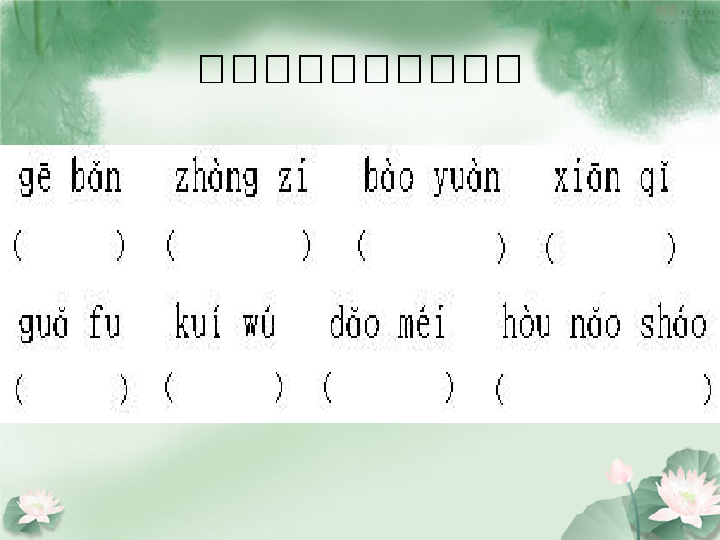 gē bǎn zhàng zi bào yuàn xiān qǐ
( ) ( ) ( ) ( )
guǎ fu kuí wú dǎo méi hòu nǎo sháo
( ) ( ) ( ) ( )